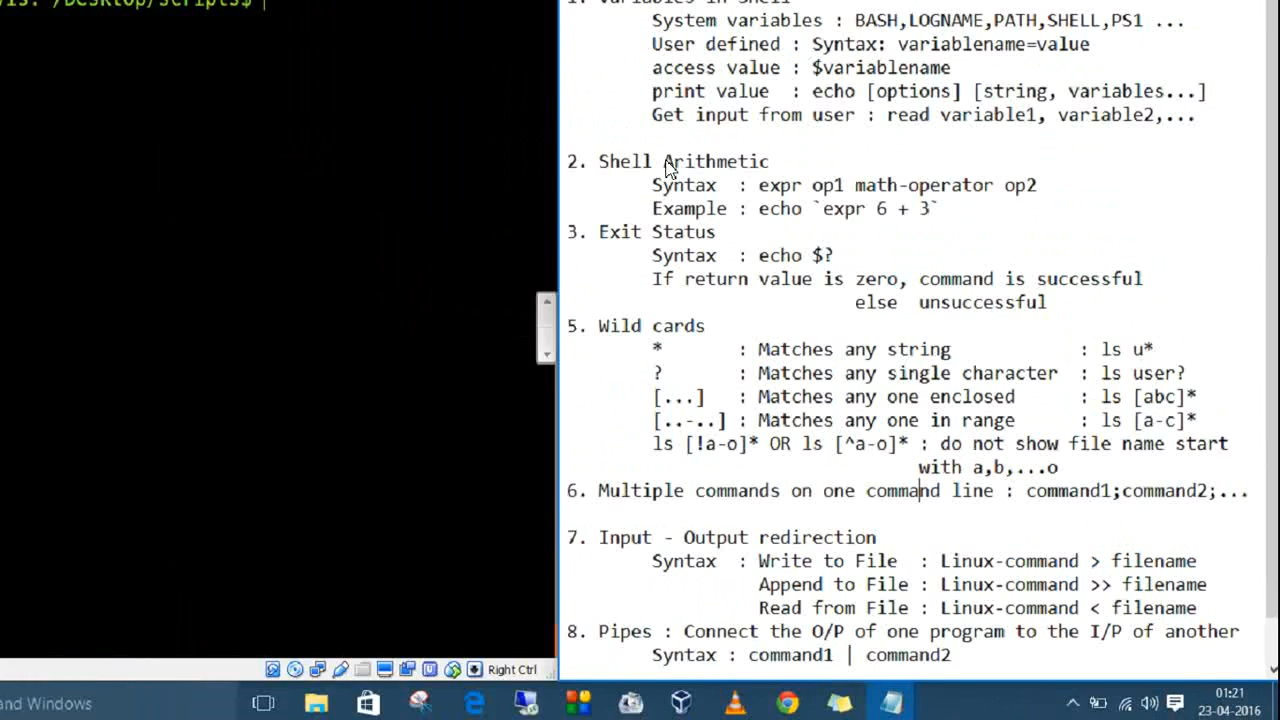 /Desktop/scripts$
1. Variables in Shell
System variables : BASH,LOGNAME,PATH,SHELL,PS1 ...
User defined : Syntax: variablename=value
access value : $variablename
print value : echo [options] [string, variables...]
Get input from user : read variable1, variable2,...
2. Shell Arithmetic
Syntax : expr op1 math-operator op2
Example : echo `expr 6 + 3`
3. Exit Status
Syntax : echo $?
If return value is zero, command is successful
else unsuccessful
5. Wild cards
* : Matches any string : ls u*
? : Matches any single character : ls user?
[...] : Matches any one enclosed : ls [abc]*
[..-..] : Matches any one in range : ls [a-c]*
ls [!a-o]* OR ls [^a-o]* : do not show file name start
with a,b,...o
6. Multiple commands on one command line : command1;command2;...
7. Input - Output redirection
Syntax : Write to File : Linux-command > filename
Append to File : Linux-command >> filename
Read from File : Linux-command < filename
8. Pipes : Connect the O/P of one program to the I/P of another
Syntax : command1 | command2
Right Ctrl
and Windows
01:21
23-04-2016